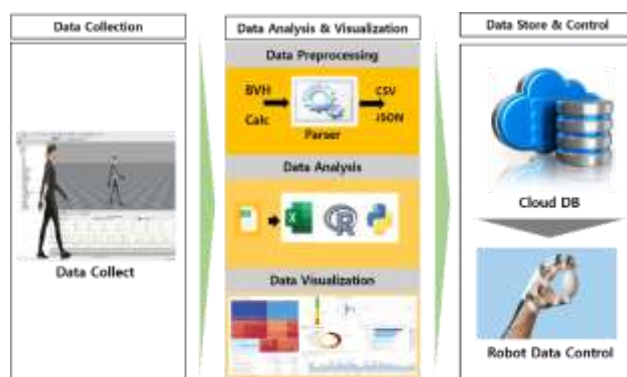 Data Collection
Data Collect
Data Analysis & Visualization
Data Preprocessing
BVH
Calc
Parser
CSV
JSON
Data Analysis
R
Data Visualization
Data Store & Control
Cloud DB
Robot Data Control